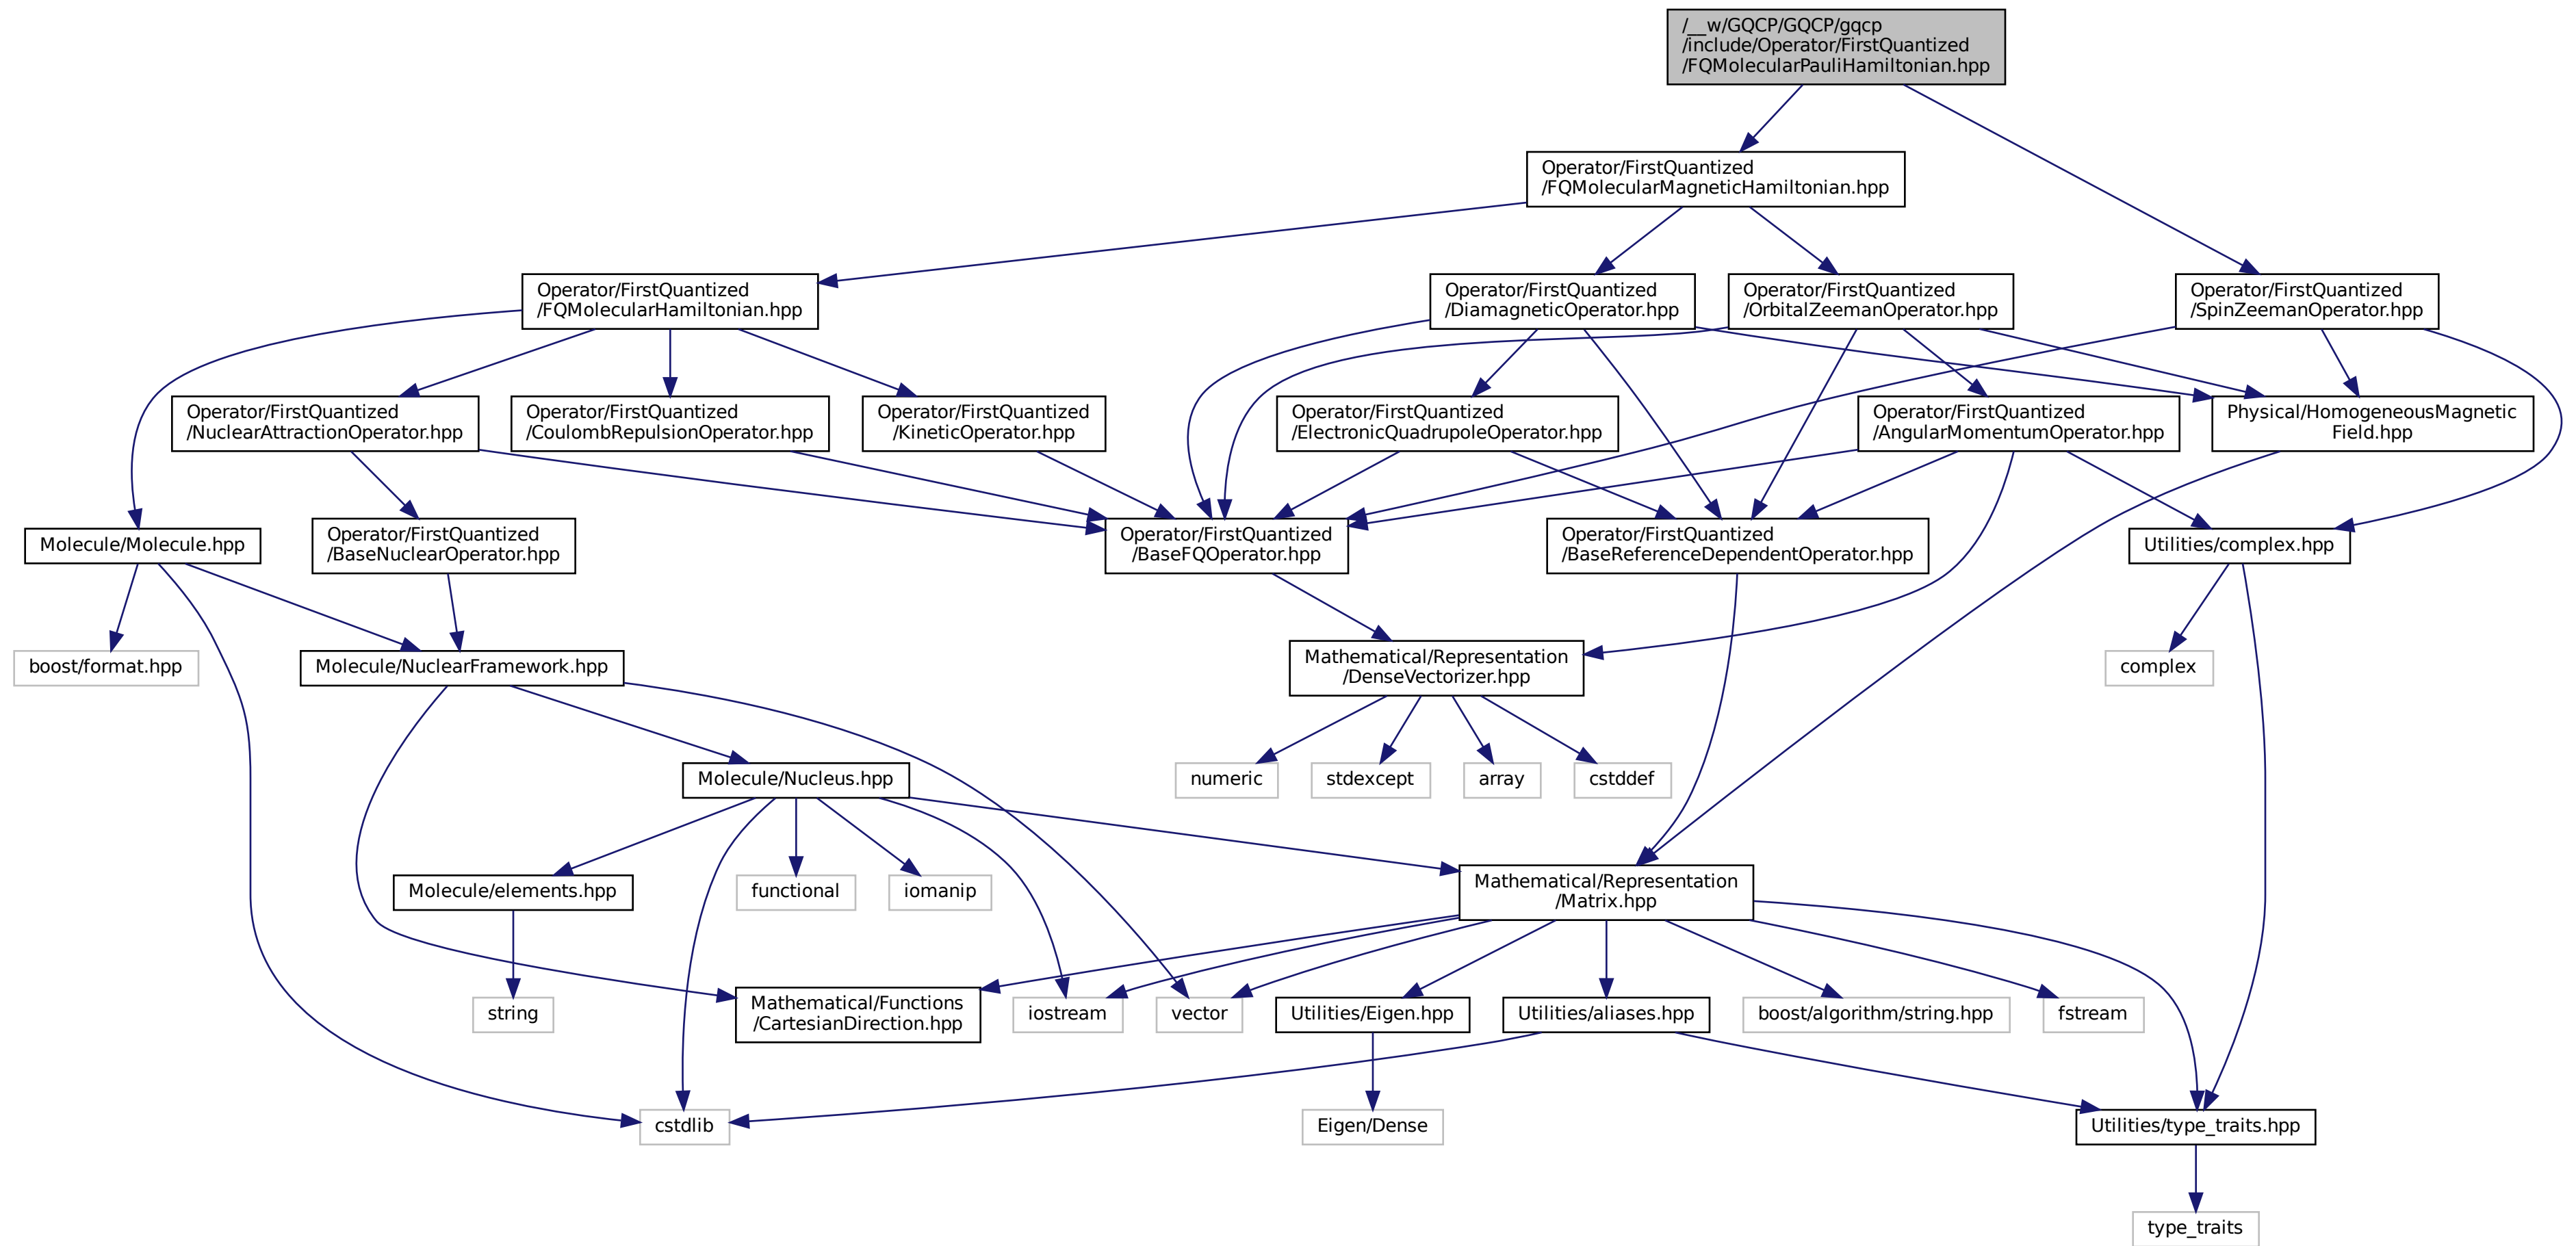 /__w/GQCP/GQCP/gqcp
/include/Operator/FirstQuantized
/FQMolecularPauliHamiltonian.hpp
Operator/FirstQuantized
/FQMolecularMagneticHamiltonian.hpp
Operator/FirstQuantized
/FQMolecularHamiltonian.hpp
Operator/FirstQuantized
/DiamagneticOperator.hpp
Operator/FirstQuantized
/OrbitalZeemanOperator.hpp
Operator/FirstQuantized
/SpinZeemanOperator.hpp
Operator/FirstQuantized
/NuclearAttractionOperator.hpp
Operator/FirstQuantized
/CoulombRepulsionOperator.hpp
Operator/FirstQuantized
/KineticOperator.hpp
Operator/FirstQuantized
/ElectronicQuadrupoleOperator.hpp
Operator/FirstQuantized
/AngularMomentumOperator.hpp
Physical/HomogeneousMagnetic
Field.hpp
Molecule/Molecule.hpp
Operator/FirstQuantized
/BaseNuclearOperator.hpp
Operator/FirstQuantized
/BaseFQOperator.hpp
Operator/FirstQuantized
/BaseReferenceDependentOperator.hpp
Utilities/complex.hpp
boost/format.hpp
Molecule/NuclearFramework.hpp
Mathematical/Representation
/DenseVectorizer.hpp
complex
Molecule/Nucleus.hpp
numeric
stdexcept
array
cstddef
Molecule/elements.hpp
functional
iomanip
Mathematical/Representation
/Matrix.hpp
string
Mathematical/Functions
/CartesianDirection.hpp
iostream
vector
Utilities/Eigen.hpp
Utilities/aliases.hpp
boost/algorithm/string.hpp
fstream
cstdlib
Eigen/Dense
Utilities/type_traits.hpp
type_traits